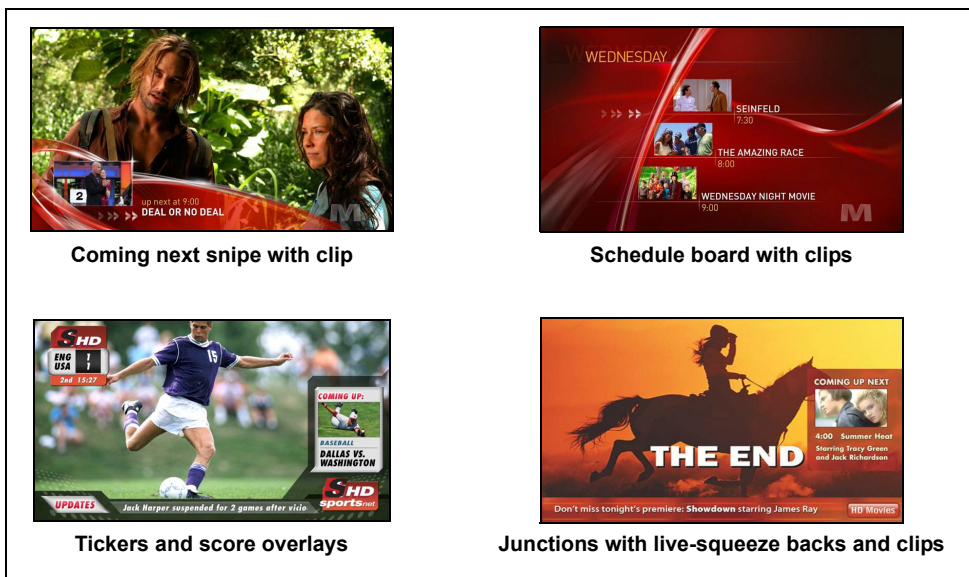 2
up next at 9:00
DEAL OR NO DEAL
M
Coming next snipe with clip
WEDNESDAY
SEINFELD
7:30
THE AMAZING RACE
8:00
WEDNESDAY NIGHT MOVIE
9:00
M
Schedule board with clips
SHD
ENG 1
USA 1
2nd 15:27
15
COMING UP:
BASEBALL
DALLAS VS.
WASHINGTON
SHD
sportsnet
UPDATES
Jack Harper suspended for 2 games after vicio
Tickers and score overlays
COMING UP NEXT
4:00 Summer Heat
Starring Tracy Green
and Jack Richardson
THE END
Don't miss tonight's premiere: Showdown starring James Ray
HD Movies
Junctions with live-squeeze backs and clips